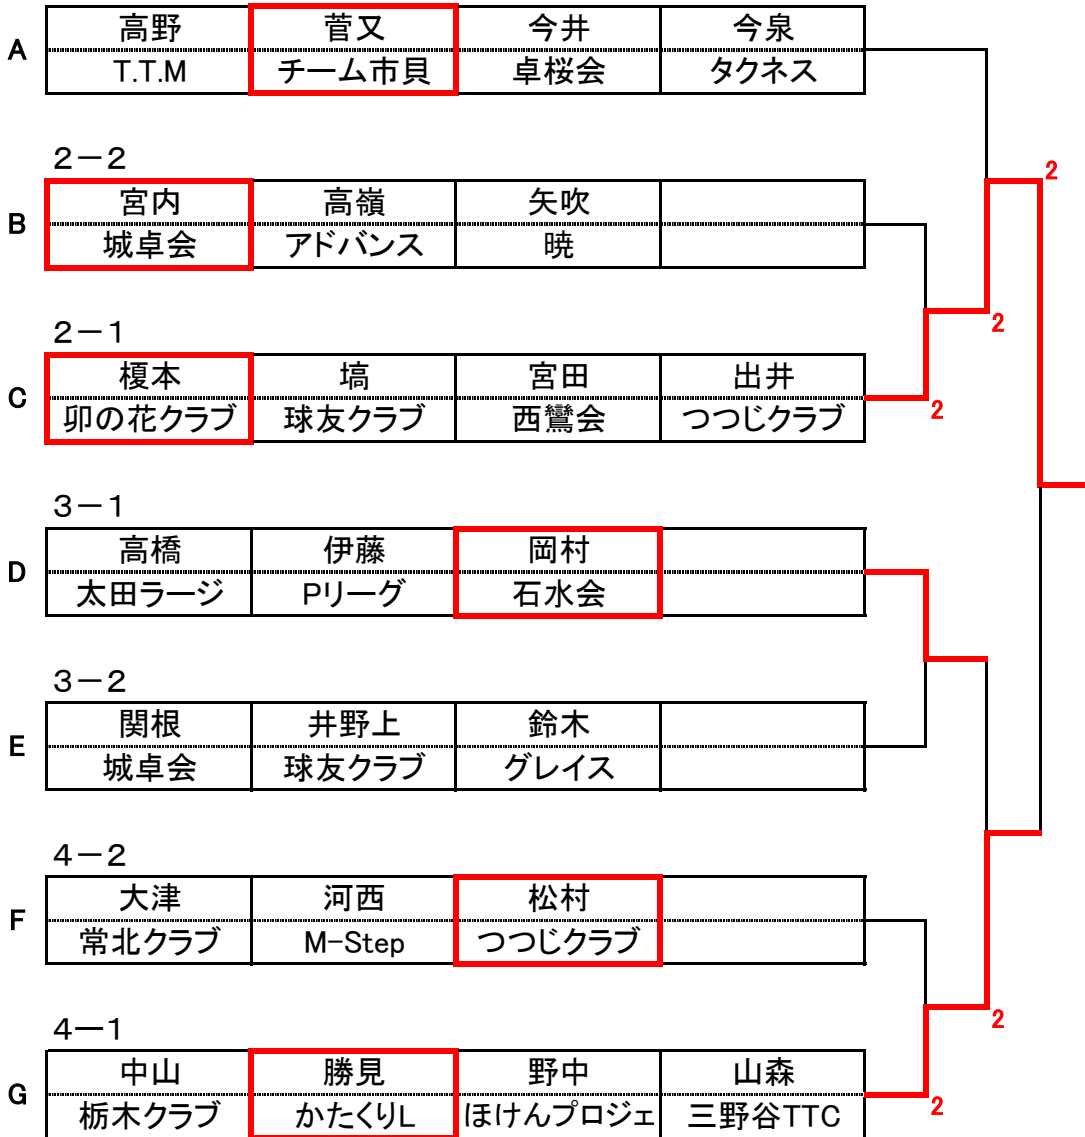 A
高野 菅又 今井 今泉
T.T.M チーム市貝 卓桜会 タクネス
2－2
2
B
宮内 高嶺 矢吹
城卓会 アドバンス 暁
2－1
2
C
榎本 塙 宮田 出井
卯の花クラブ 球友クラブ 西鷺会 つつじクラブ
2
3－1
D
高橋 伊藤 岡村
太田ラージ Pリーグ 石水会
3－2
E
関根 井野上 鈴木
城卓会 球友クラブ グレイス
4－2
F
大津 河西 松村
常北クラブ M-Step つつじクラブ
4－1
2
G
中山 勝見 野中 山森
栃木クラブ かたくりL ほけんプロジェ 三野谷TTC
2